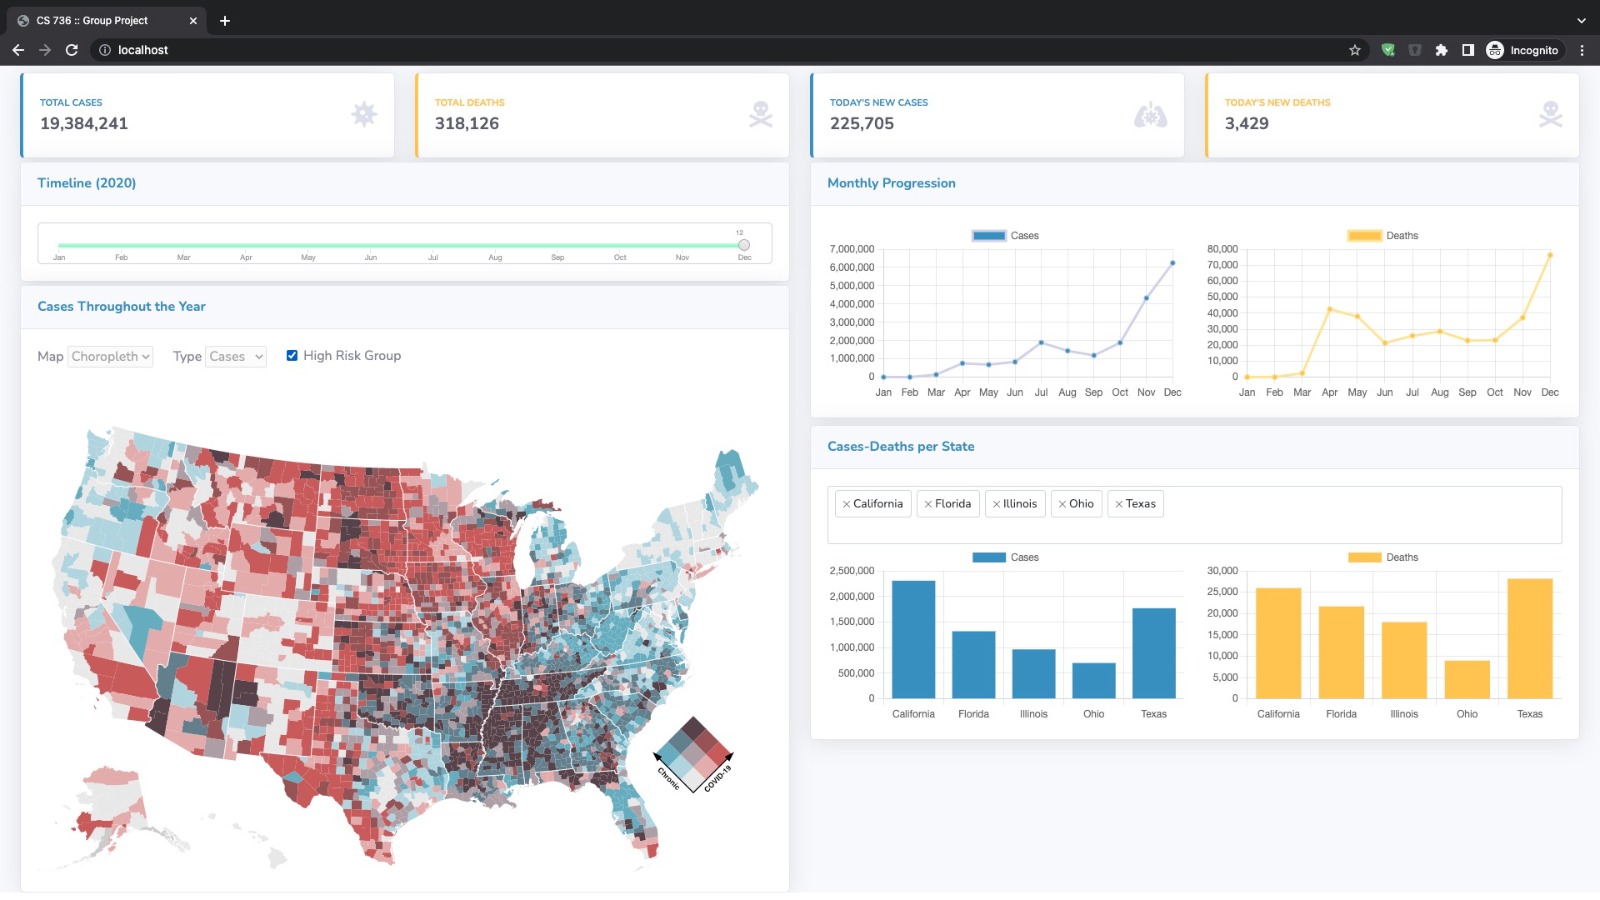 CS 736 :: Group Project
localhost
Incognito
TOTAL CASES
19,384,241
TOTAL DEATHS
318,126
TODAY'S NEW CASES
225,705
TODAY'S NEW DEATHS
3,429
Timeline (2020)
12
Jan Feb Mar Apr May Jun Jul Aug Sep Oct Nov Dec
Cases Throughout the Year
Map Choropleth Type Cases High Risk Group
Chronic
COVID-19
Monthly Progression
Cases
7,000,000
6,000,000
5,000,000
4,000,000
3,000,000
2,000,000
1,000,000
0
Jan Feb Mar Apr May Jun Jul Aug Sep Oct Nov Dec
Deaths
80,000
70,000
60,000
50,000
40,000
30,000
20,000
10,000
0
Jan Feb Mar Apr May Jun Jul Aug Sep Oct Nov Dec
Cases-Deaths per State
× California × Florida × Illinois × Ohio × Texas
Cases
2,500,000
2,000,000
1,500,000
1,000,000
500,000
0
California Florida Illinois Ohio Texas
Deaths
30,000
25,000
20,000
15,000
10,000
5,000
0
California Florida Illinois Ohio Texas